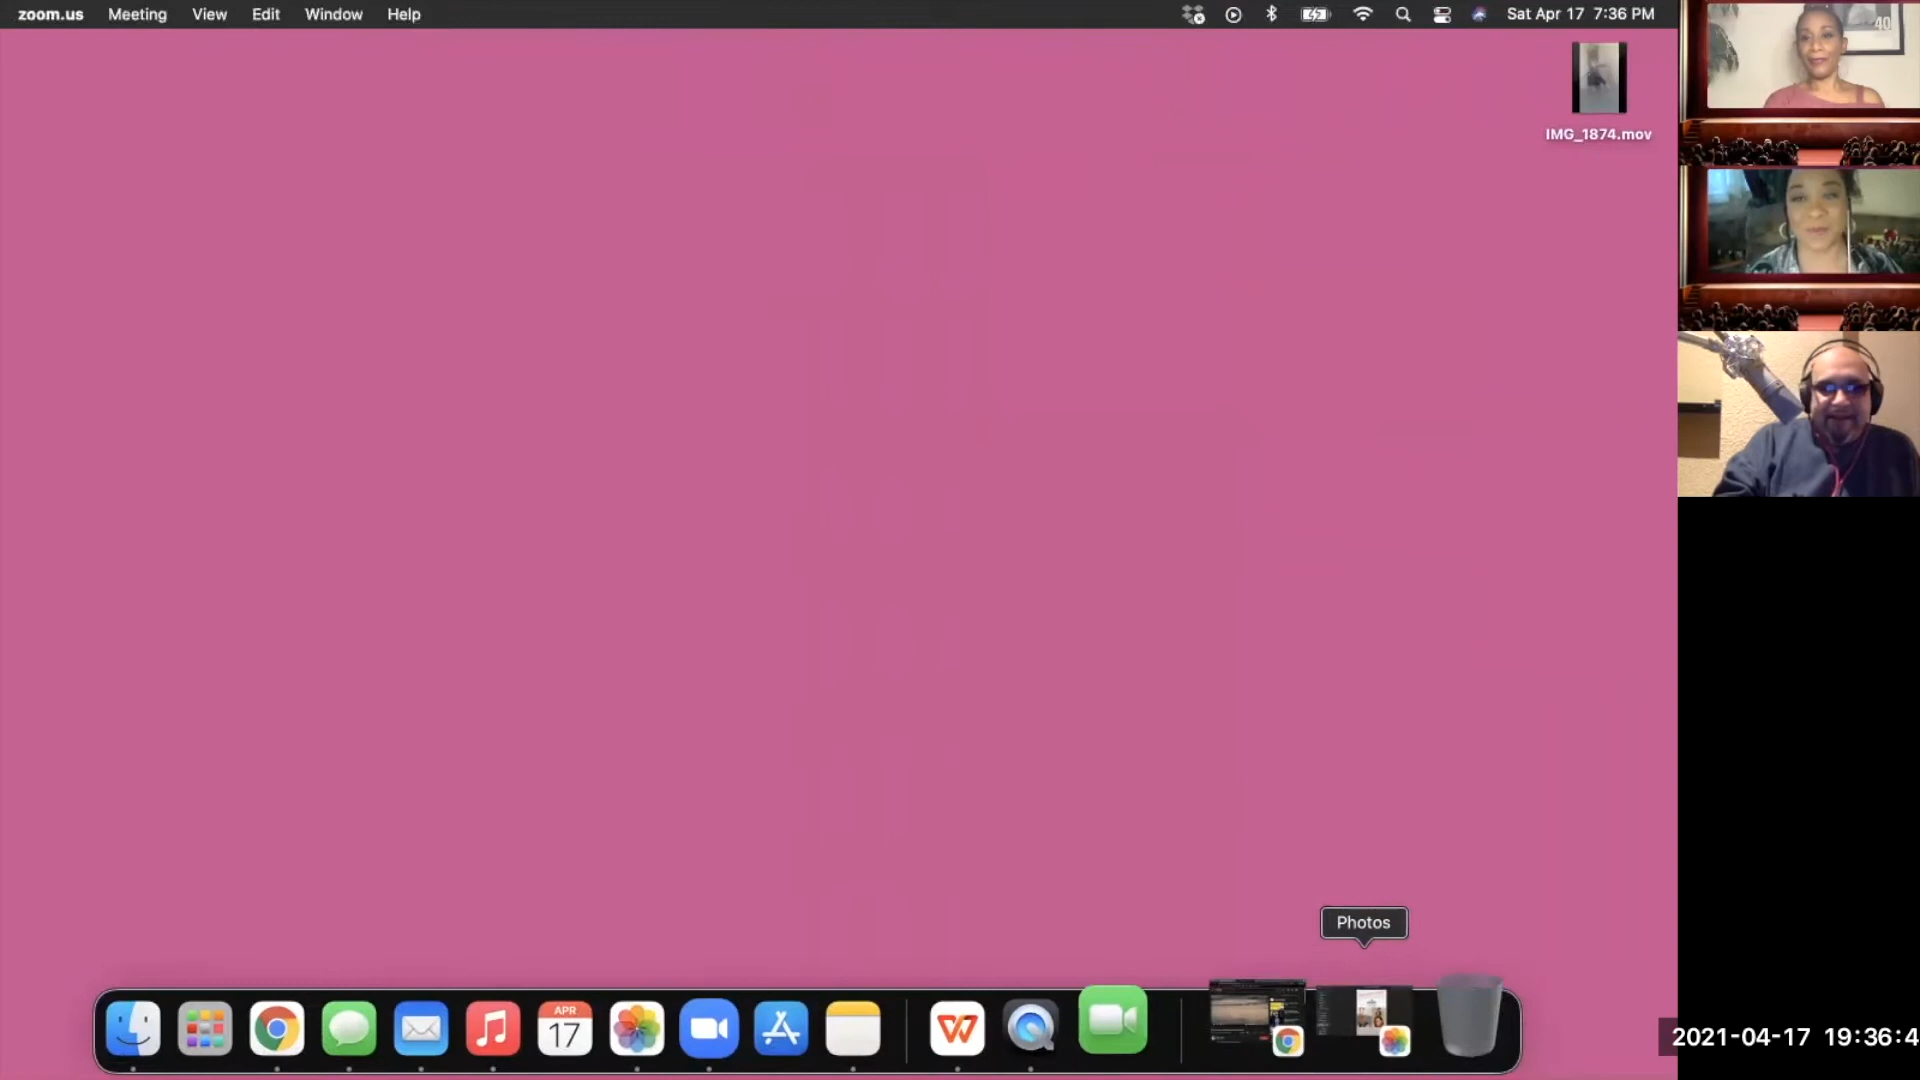 zoom.us Meeting View Edit Window Help Sat Apr 17 7:36 PM
40
IMG_1874.mov
Photos
APR
17
2021-04-17 19:36:4